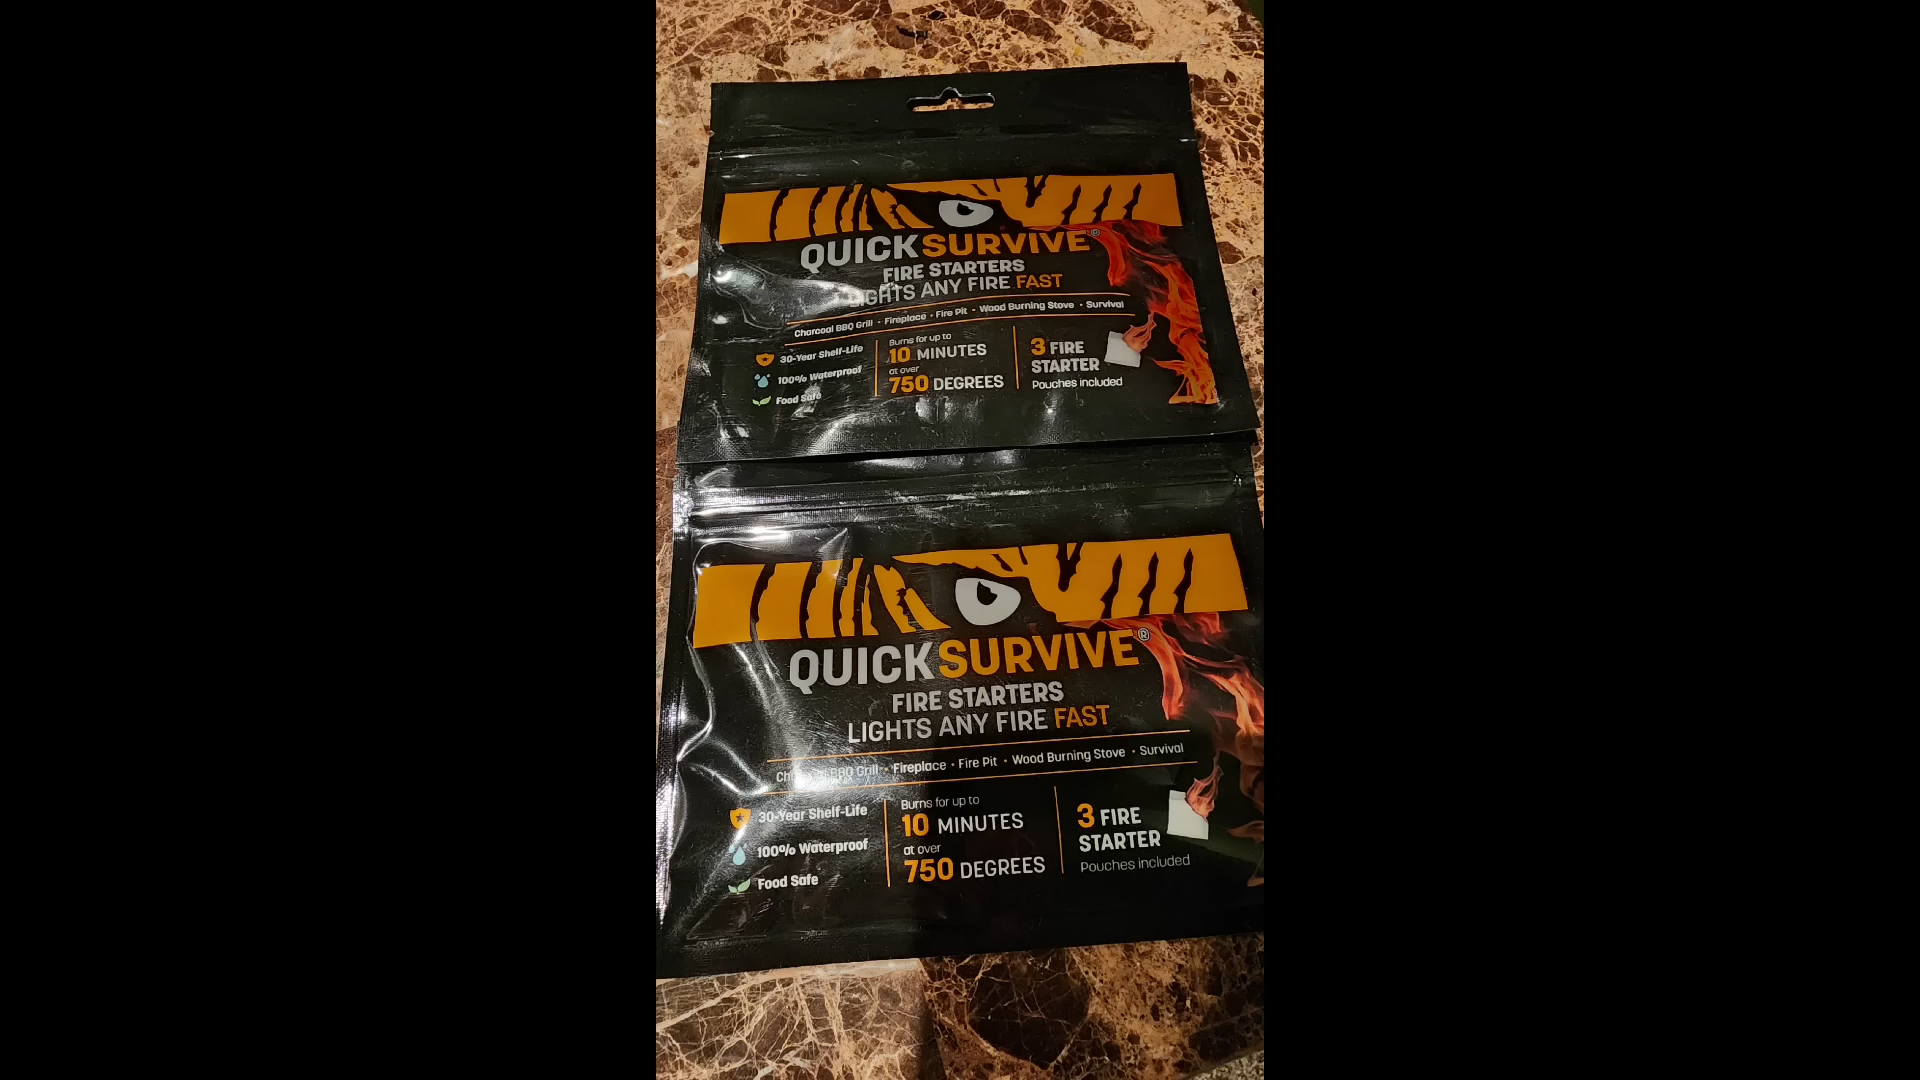 QUICKSURVIVE®
FIRE STARTERS
LIGHTS ANY FIRE FAST
Charcoal BBQ Grill • Fireplace • Fire Pit • Wood Burning Stove • Survival
30-Year Shelf-Life
100% Waterproof
Food Safe
Burns for up to
10 MINUTES
at over
750 DEGREES
3 FIRE
STARTER
Pouches included
QUICKSURVIVE®
FIRE STARTERS
LIGHTS ANY FIRE FAST
Charcoal BBQ Grill • Fireplace • Fire Pit • Wood Burning Stove • Survival
30-Year Shelf-Life
100% Waterproof
Food Safe
Burns for up to
10 MINUTES
at over
750 DEGREES
3 FIRE
STARTER
Pouches included